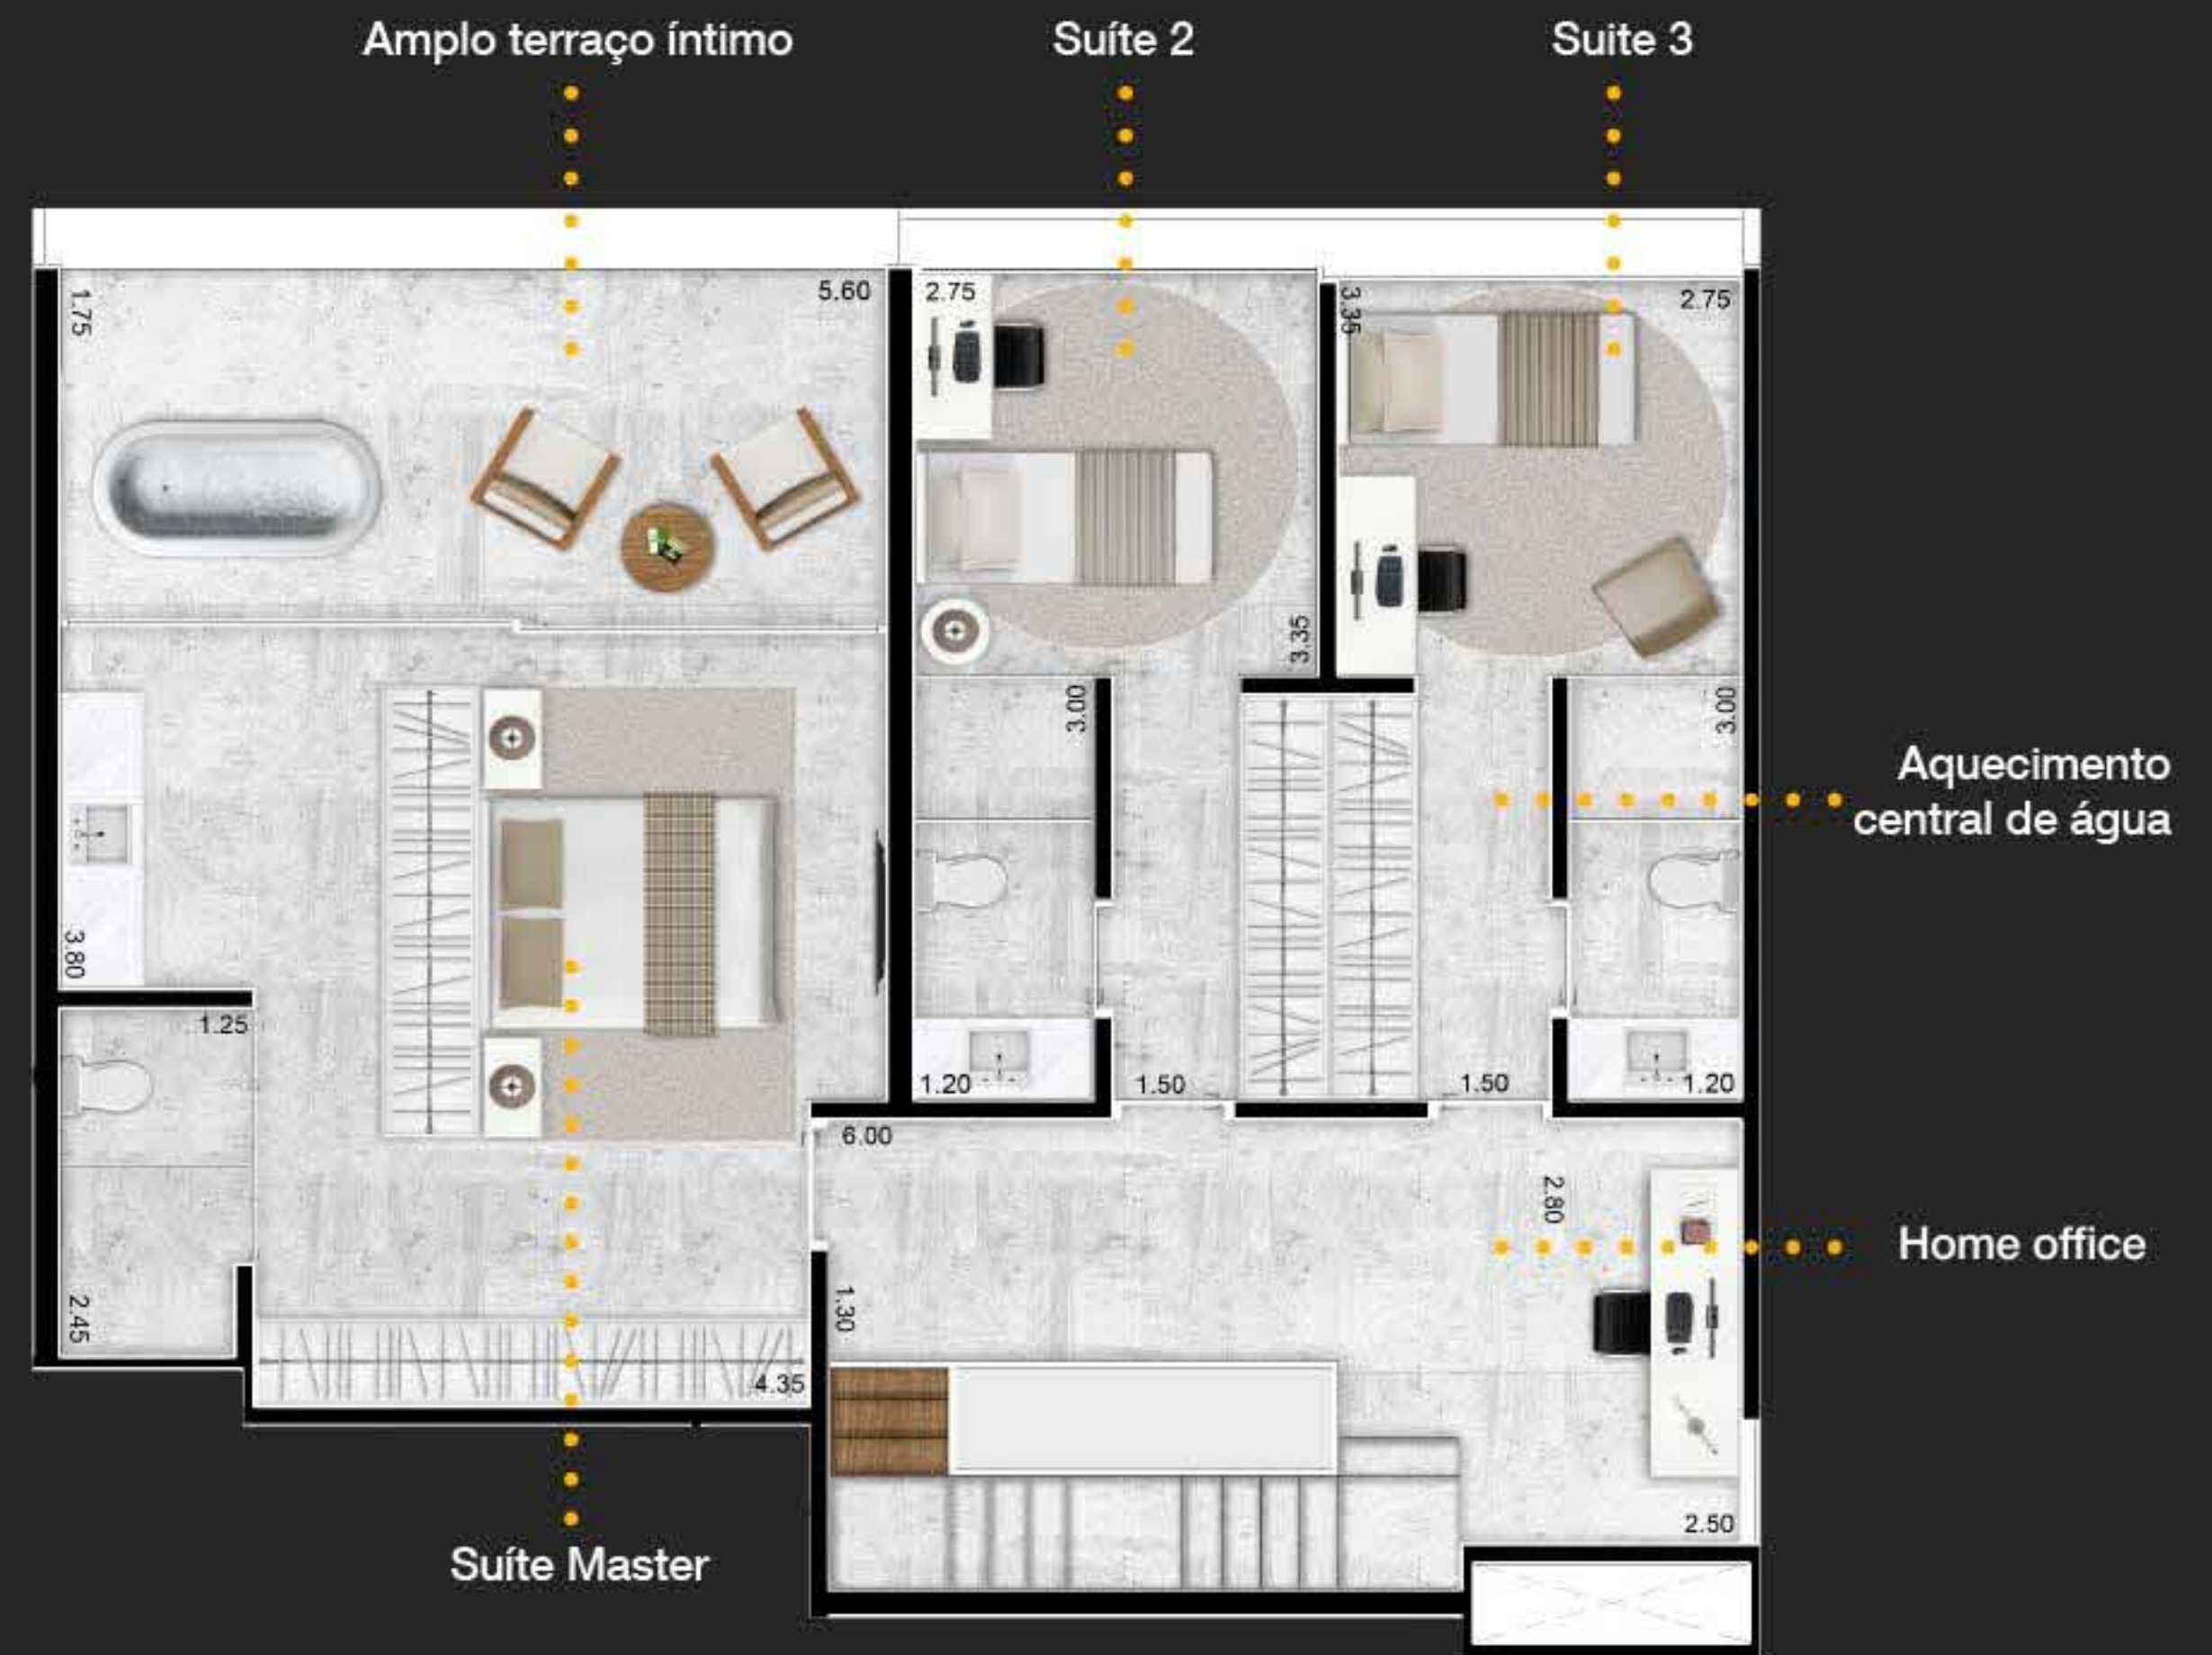 Amplo terraço íntimo
Suíte 2
Suite 3
1.75
5.60
2.75
3.35
2.75
3.35
3.00
3.00
Aquecimento
central de água
3.80
1.25
1.20
1.50
1.50
1.20
6.00
2.80
Home office
2.45
1.30
4.35
2.50
Suíte Master